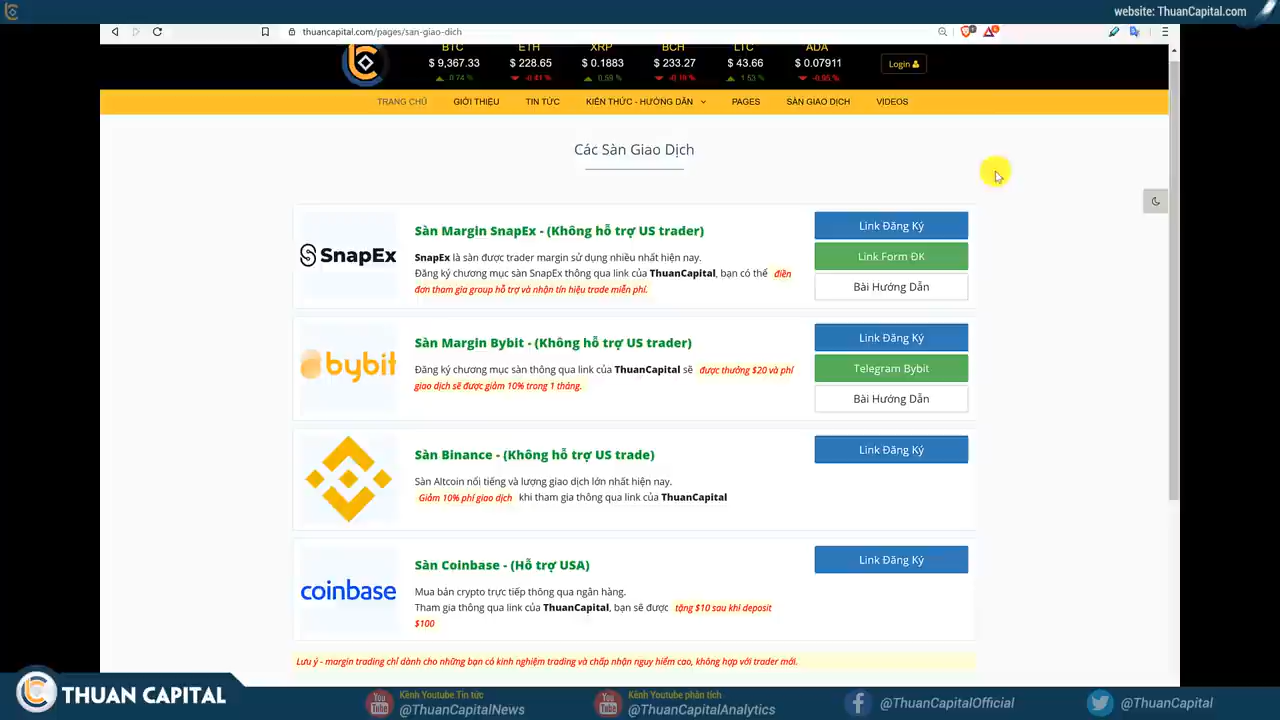 website: ThuanCapital.com
thuancapital.com/pages/san-giao-dich
BTC ETH XRP BCH LTC ADA
$ 9,367.33 $ 228.65 $ 0.1883 $ 233.27 $ 43.66 $ 0.07911
0.74 % -0.41 % 0.59 % -0.18 % 1.53 % -0.95 %
Login
TRANG CHỦ GIỚI THIỆU TIN TỨC KIẾN THỨC - HƯỚNG DẪN PAGES SÀN GIAO DỊCH VIDEOS
Các Sàn Giao Dịch
SnapEx
Sàn Margin SnapEx - (Không hỗ trợ US trader)
SnapEx là sàn được trader margin sử dụng nhiều nhất hiện nay.
Đăng ký chương mục sàn SnapEx thông qua link của ThuanCapital, bạn có thể điền
đơn tham gia group hỗ trợ và nhận tín hiệu trade miễn phí.
Link Đăng Ký
Link Form ĐK
Bài Hướng Dẫn
bybit
Sàn Margin Bybit - (Không hỗ trợ US trader)
Đăng ký chương mục sàn thông qua link của ThuanCapital sẽ được thưởng $20 và phí
giao dịch sẽ được giảm 10% trong 1 tháng.
Link Đăng Ký
Telegram Bybit
Bài Hướng Dẫn
Sàn Binance - (Không hỗ trợ US trade)
Sàn Altcoin nổi tiếng và lượng giao dịch lớn nhất hiện nay.
Giảm 10% phí giao dịch khi tham gia thông qua link của ThuanCapital
Link Đăng Ký
coinbase
Sàn Coinbase - (Hỗ trợ USA)
Mua bán crypto trực tiếp thông qua ngân hàng.
Tham gia thông qua link của ThuanCapital, bạn sẽ được tặng $10 sau khi deposit
$100
Link Đăng Ký
Lưu ý - margin trading chỉ dành cho những bạn có kinh nghiệm trading và chấp nhận nguy hiểm cao, không hợp với trader mới.
THUAN CAPITAL
Kênh Youtube Tin tức
@ThuanCapitalNews
Kênh Youtube phân tích
@ThuanCapitalAnalytics
@ThuanCapitalOfficial
@ThuanCapital